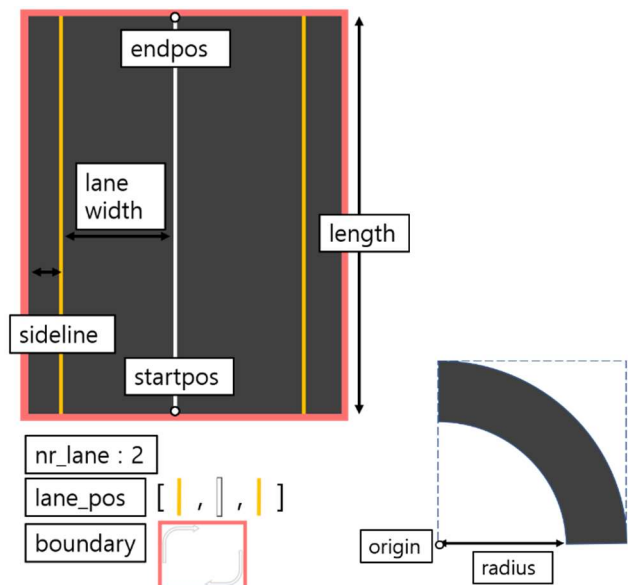 endpos
lane
width
length
sideline
startpos
nr_lane : 2
lane_pos [ , , ]
boundary
origin
radius